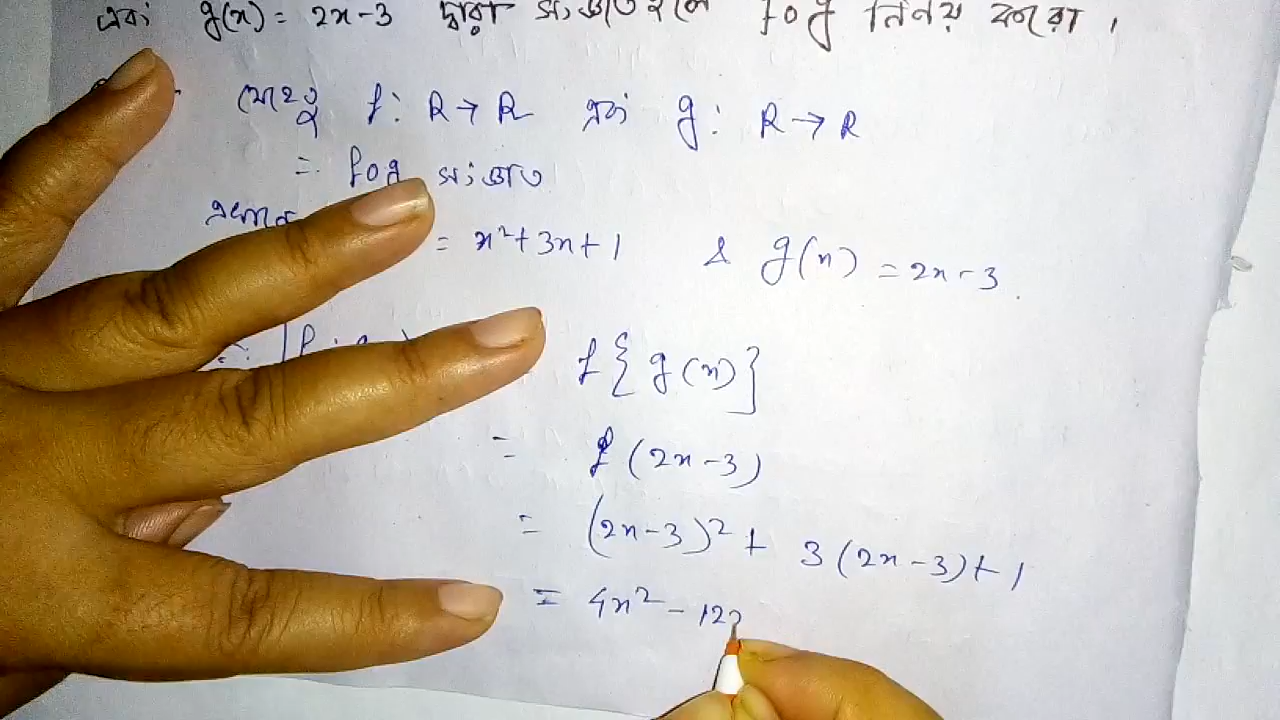 এবং g(x) = 2x-3 দ্বারা সংজ্ঞাত হলে fog নির্ণয় করো।
যেহেতু f: R→R এবং g: R→R
∴ fog সংজ্ঞাত
= x²+3x+1 & g(x) = 2x-3.
f{g(x)}
= f(2x-3)
= (2x-3)² + 3(2x-3)+1
= 4x² - 12